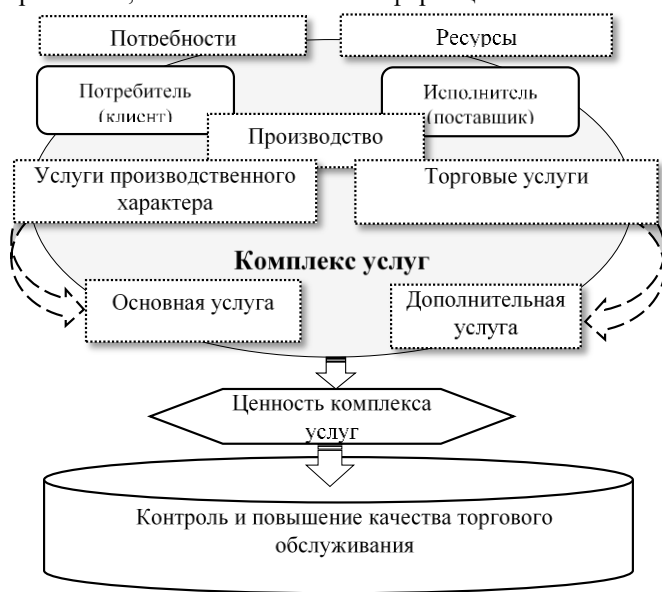 Потребности
Ресурсы
Потребитель
(клиент)
Исполнитель
(поставщик)
Производство
Услуги производственного
характера
Торговые услуги
Комплекс услуг
Основная услуга
Дополнительная
услуга
Ценность комплекса
услуг
Контроль и повышение качества торгового
обслуживания